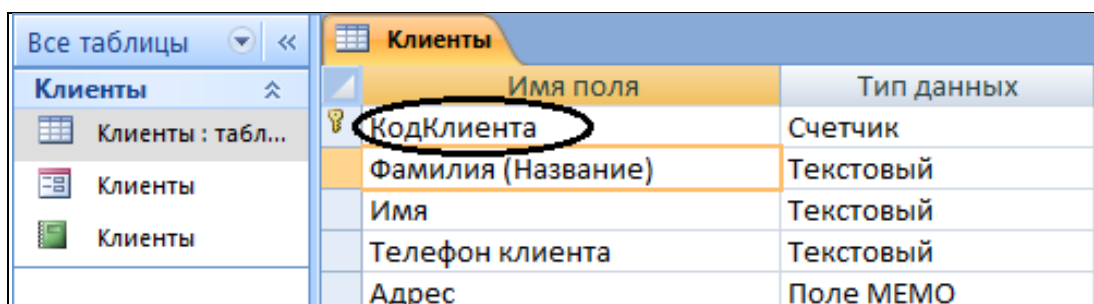 Все таблицы
Клиенты
Клиенты : табл...
Клиенты
Клиенты
Клиенты
Имя поля Тип данных
КодКлиента Счетчик
Фамилия (Название) Текстовый
Имя Текстовый
Телефон клиента Текстовый
Адрес Поле МЕМО